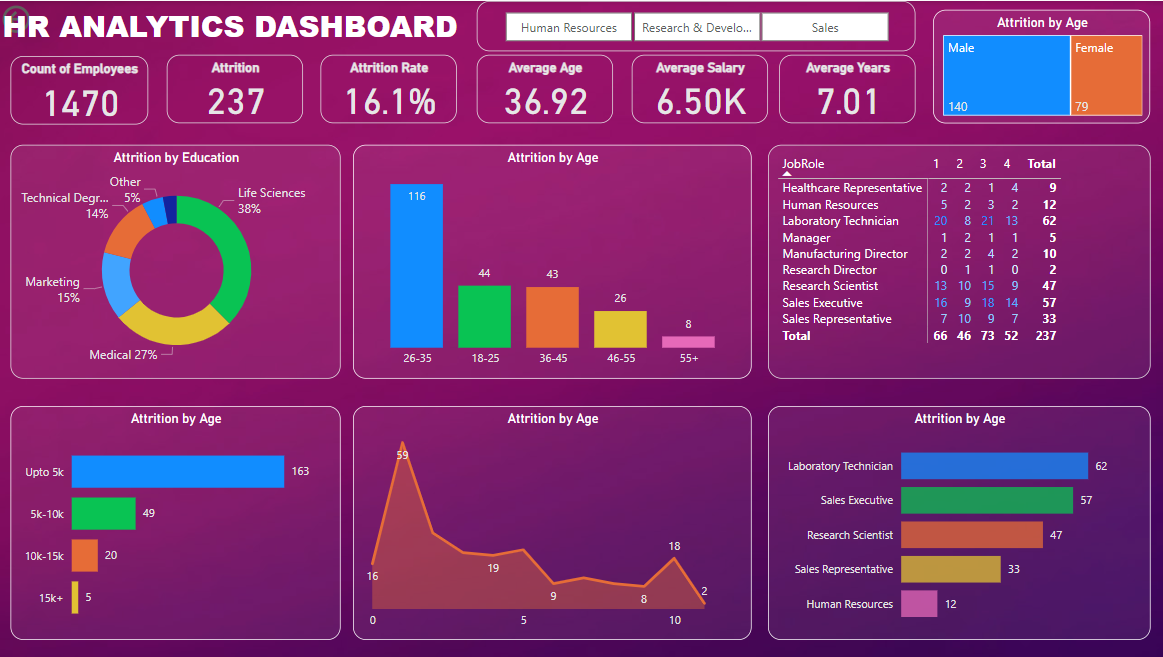 HR ANALYTICS DASHBOARD
Human Resources
Research & Develo...
Sales
Count of Employees
1470
Attrition
237
Attrition Rate
16.1%
Average Age
36.92
Average Salary
6.50K
Average Years
7.01
Attrition by Age
Male
Female
140
79
Attrition by Education
Other
5%
Life Sciences
38%
Technical Degr...
14%
Marketing
15%
Medical 27%
Attrition by Age
116
44
43
26
8
26-35
18-25
36-45
46-55
55+
JobRole 1 2 3 4 Total
Healthcare Representative 2 2 1 4 9
Human Resources 5 2 3 2 12
Laboratory Technician 20 8 21 13 62
Manager 1 2 1 1 5
Manufacturing Director 2 2 4 2 10
Research Director 0 1 1 0 2
Research Scientist 13 10 15 9 47
Sales Executive 16 9 18 14 57
Sales Representative 7 10 9 7 33
Total 66 46 73 52 237
Attrition by Age
Upto 5k 163
5k-10k 49
10k-15k 20
15k+ 5
Attrition by Age
59
16
19
9
8
18
2
0
5
10
Attrition by Age
Laboratory Technician 62
Sales Executive 57
Research Scientist 47
Sales Representative 33
Human Resources 12